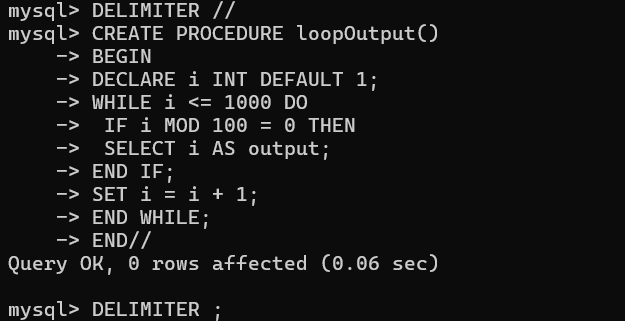 mysql> DELIMITER //
mysql> CREATE PROCEDURE loopOutput()
    -> BEGIN
    -> DECLARE i INT DEFAULT 1;
    -> WHILE i <= 1000 DO
    ->  IF i MOD 100 = 0 THEN
    ->  SELECT i AS output;
    -> END IF;
    -> SET i = i + 1;
    -> END WHILE;
    -> END//
Query OK, 0 rows affected (0.06 sec)

mysql> DELIMITER ;